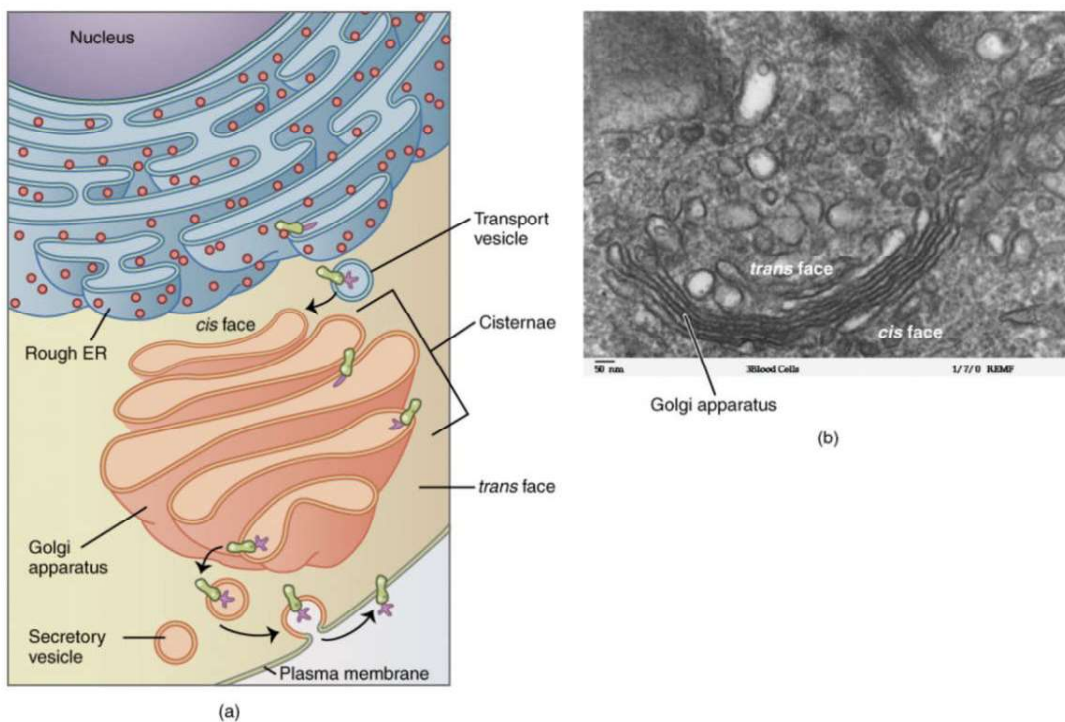 Nucleus
Transport
vesicle
cis face
Cisternae
Rough ER
trans face
Golgi
apparatus
Secretory
vesicle
Plasma membrane
(a)
trans face
cis face
50 nm
3Blood Cells
1/7/0 REMF
Golgi apparatus
(b)